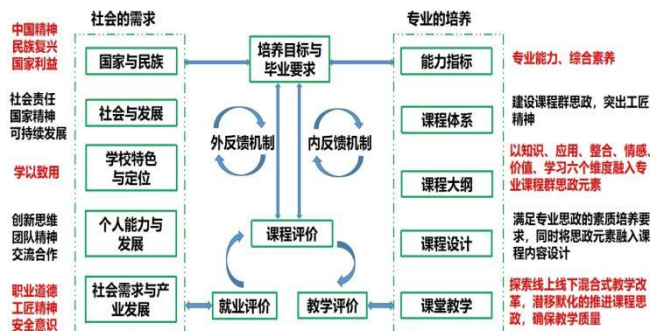 社会的需求
专业的培养
中国精神
民族复兴
国家利益
国家与民族
培养目标与
毕业要求
能力指标
专业能力、综合素养
社会责任
国家精神
可持续发展
社会与发展
外反馈机制
内反馈机制
课程体系
建设课程群思政，突出工匠
精神
学以致用
学校特色
与定位
课程大纲
以知识、应用、整合、情感、
价值、学习六个维度融入专
业课程群思政元素
创新思维
团队精神
交流合作
个人能力与
发展
课程评价
课程设计
满足专业思政的素质培养要
求，同时将思政元素融入课
程内容设计
职业道德
工匠精神
安全意识
社会需求与产
业发展
就业评价
教学评价
课堂教学
探索线上线下混合式教学改
革，潜移默化的推进课程思
政，确保教学质量